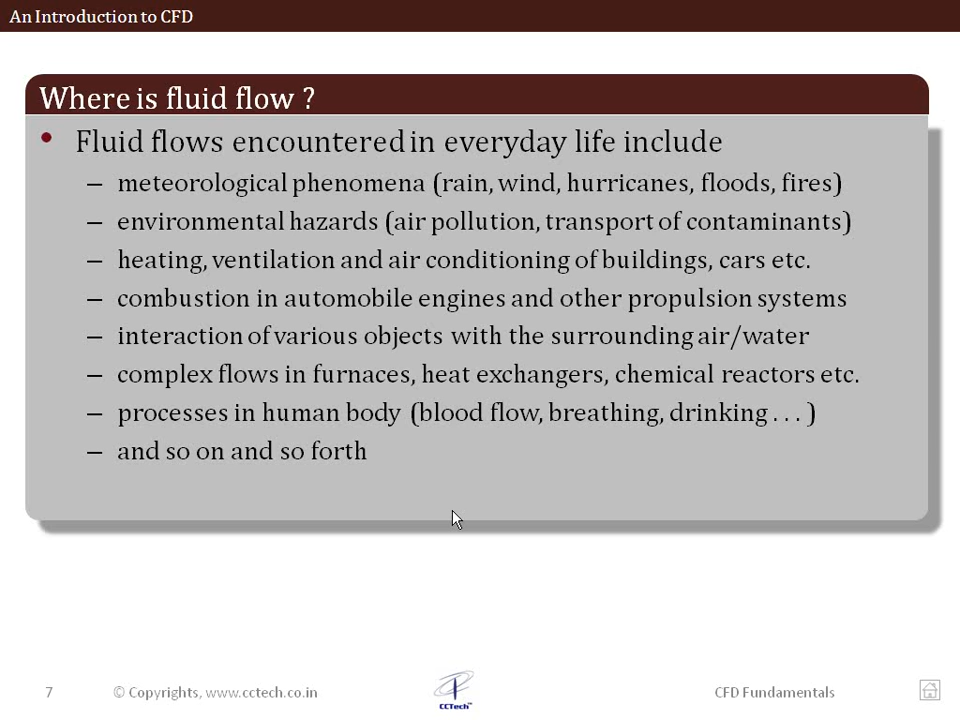 An Introduction to CFD
Where is fluid flow ?
• Fluid flows encountered in everyday life include
– meteorological phenomena (rain, wind, hurricanes, floods, fires)
– environmental hazards (air pollution, transport of contaminants)
– heating, ventilation and air conditioning of buildings, cars etc.
– combustion in automobile engines and other propulsion systems
– interaction of various objects with the surrounding air/water
– complex flows in furnaces, heat exchangers, chemical reactors etc.
– processes in human body (blood flow, breathing, drinking . . . )
– and so on and so forth
7 © Copyrights, www.cctech.co.in CCTech™ CFD Fundamentals